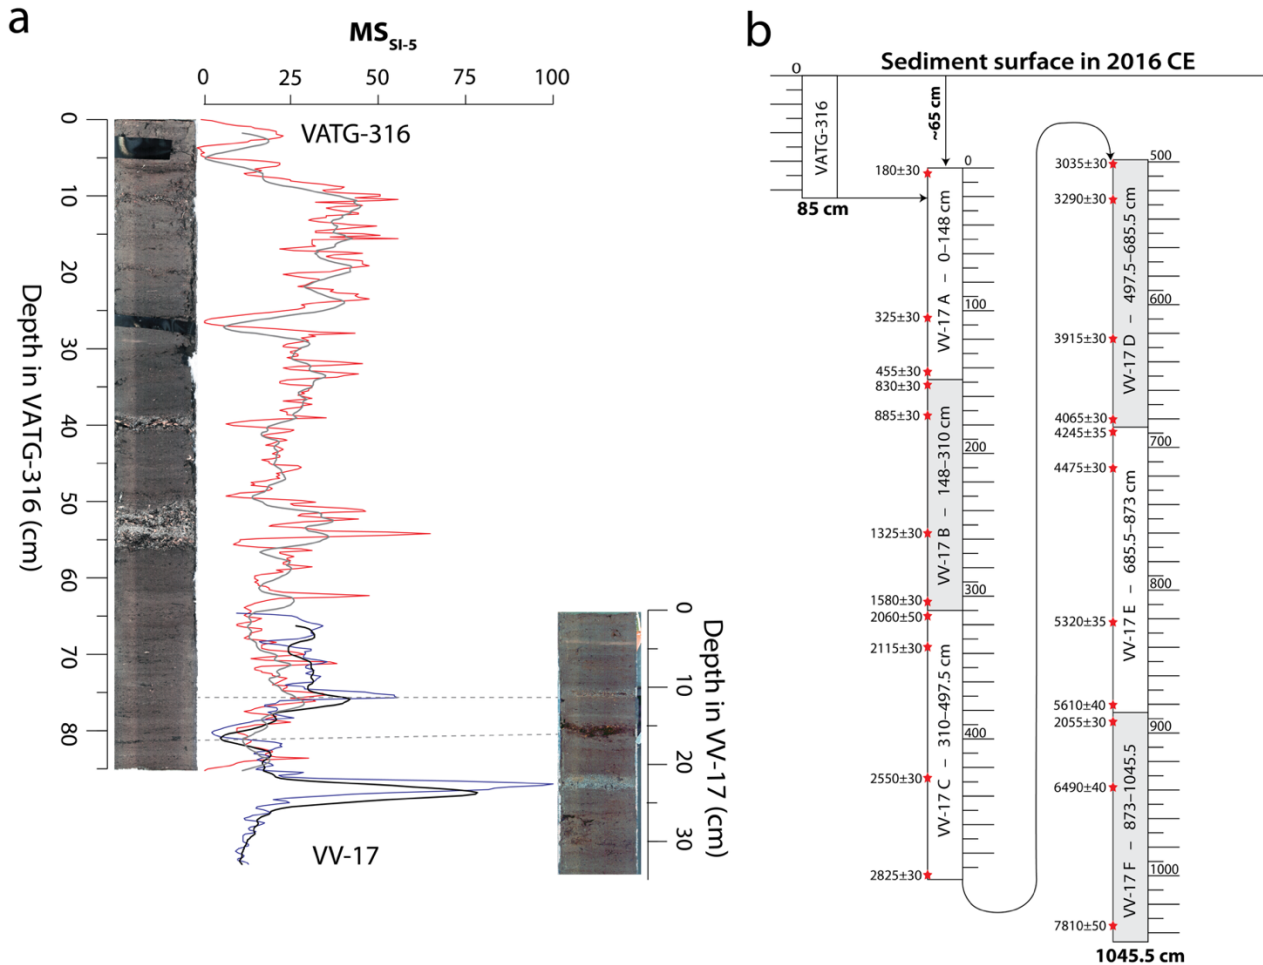 a
MS SI-5
0 25 50 75 100
VATG-316
0
10
20
30
40
50
60
70
80
Depth in VATG-316 (cm)
VV-17
0
10
20
30
Depth in VV-17 (cm)
b
Sediment surface in 2016 CE
0
VATG-316
85 cm
~65 cm
0
100
200
300
400
180±30
325±30
455±30
830±30
885±30
1325±30
1580±30
2060±50
2115±30
2550±30
2825±30
VV-17 A – 0–148 cm
VV-17 B – 148–310 cm
VV-17 C – 310–497.5 cm
3035±30
3290±30
3915±30
4065±30
4245±35
4475±30
5320±35
5610±40
2055±30
6490±40
7810±50
VV-17 D – 497.5–685.5 cm
VV-17 E – 685.5–873 cm
VV-17 F – 873–1045.5
500
600
700
800
900
1000
1045.5 cm